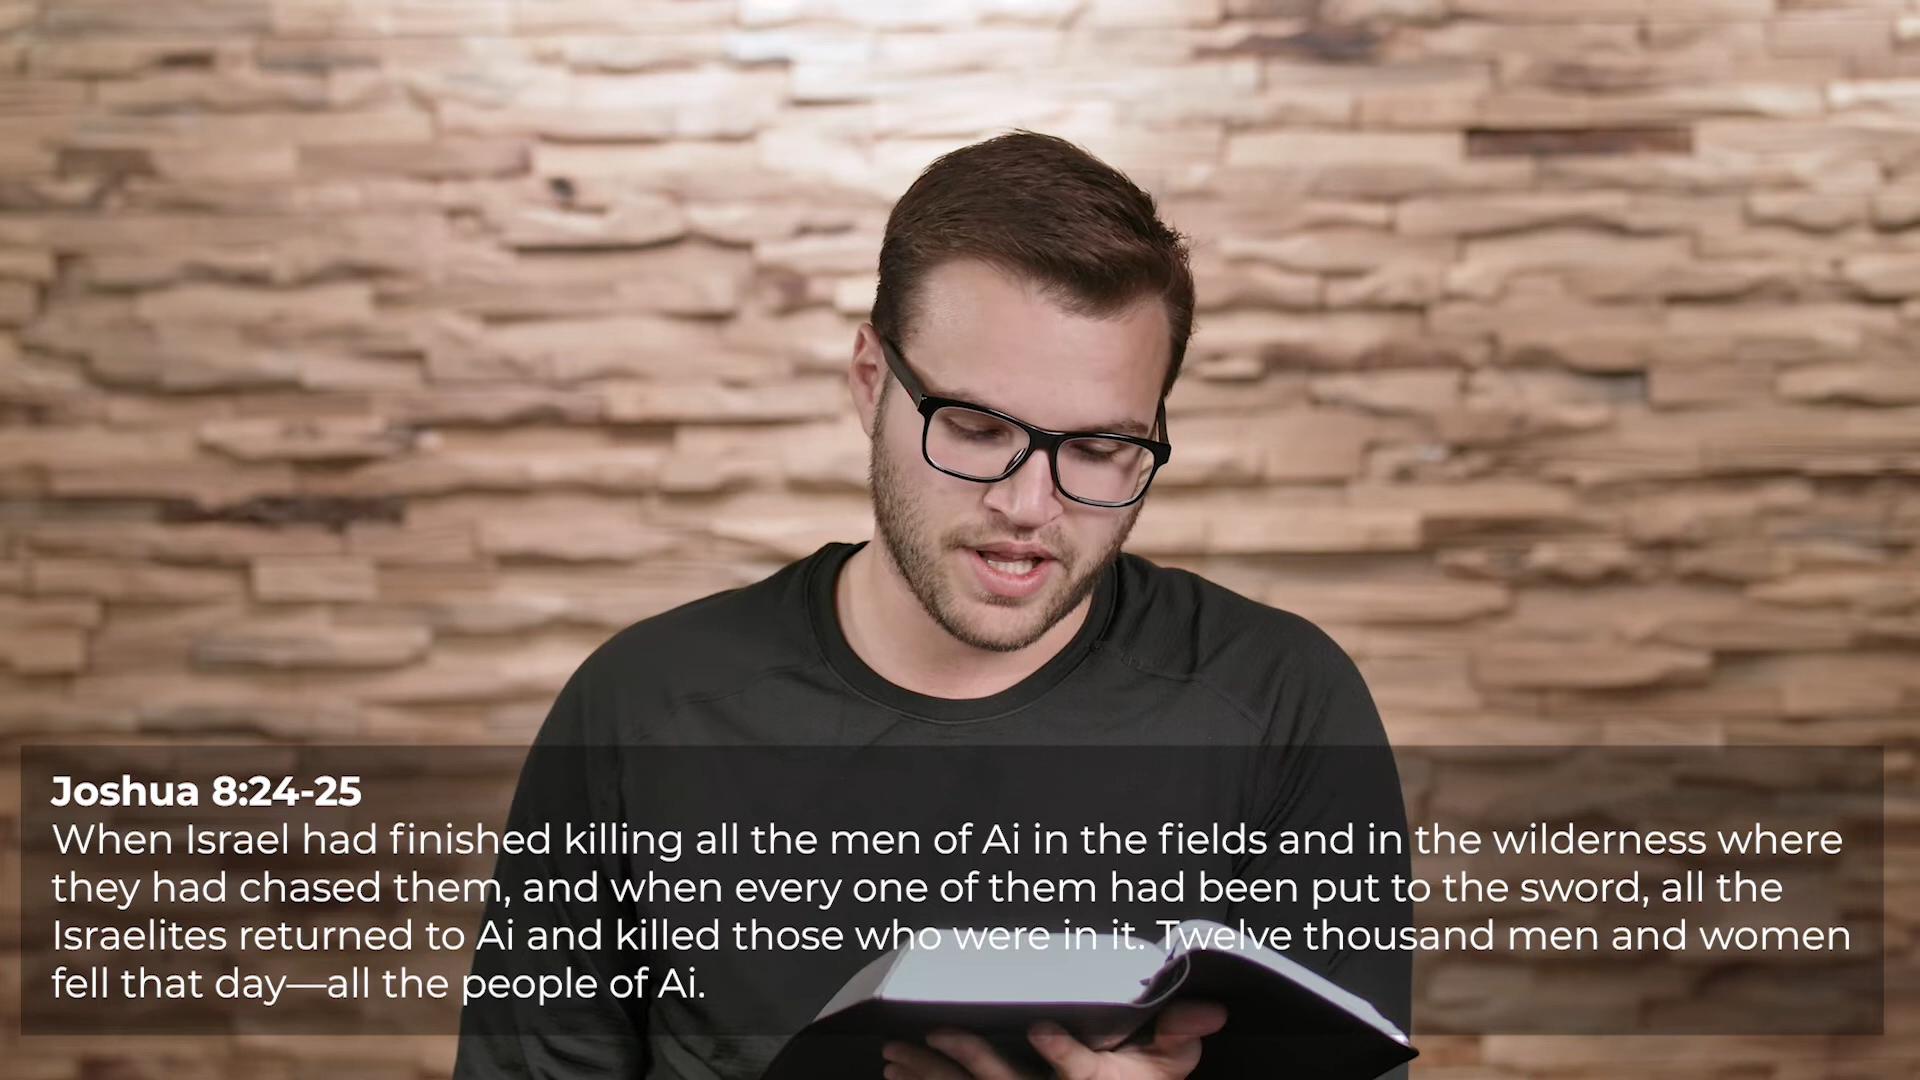 Joshua 8:24-25
When Israel had finished killing all the men of Ai in the fields and in the wilderness where
they had chased them, and when every one of them had been put to the sword, all the
Israelites returned to Ai and killed those who were in it. Twelve thousand men and women
fell that day—all the people of Ai.